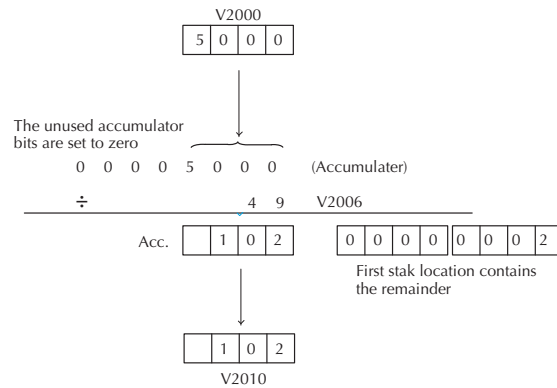 V2000
5 0 0 0
The unused accumulator
bits are set to zero
0 0 0 0 5 0 0 0 (Accumulater)
÷ 4 9 V2006
Acc. 1 0 2 0 0 0 0 0 0 0 2
First stak location contains
the remainder
1 0 2
V2010